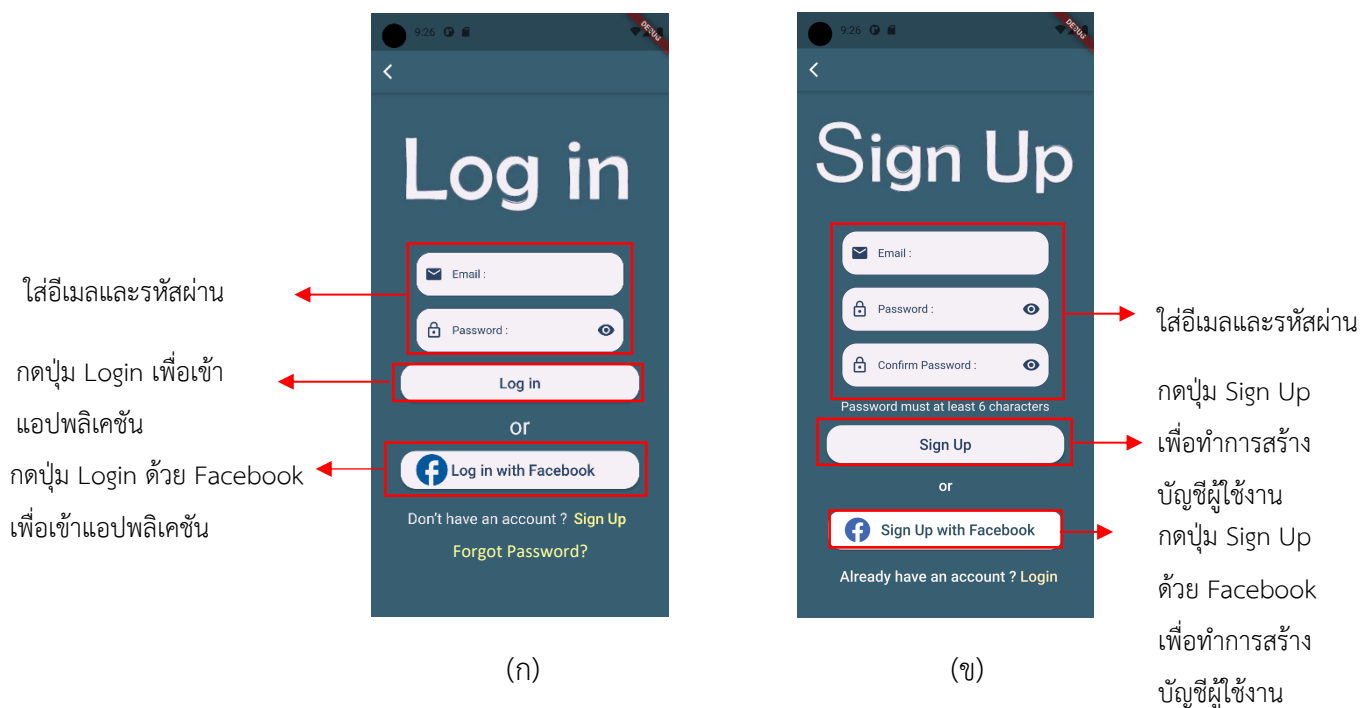 9:26
DEBUG
Log in
Email :
Password :
Log in
or
Log in with Facebook
Don't have an account ? Sign Up
Forgot Password?
ใส่อีเมลและรหัสผ่าน
กดปุ่ม Login เพื่อเข้า
แอปพลิเคชัน
กดปุ่ม Login ด้วย Facebook
เพื่อเข้าแอปพลิเคชัน
(ก)
9:26
DEBUG
Sign Up
Email :
Password :
Confirm Password :
Password must at least 6 characters
Sign Up
or
Sign Up with Facebook
Already have an account ? Login
ใส่อีเมลและรหัสผ่าน
กดปุ่ม Sign Up
เพื่อทำการสร้าง
บัญชีผู้ใช้งาน
กดปุ่ม Sign Up
ด้วย Facebook
เพื่อทำการสร้าง
บัญชีผู้ใช้งาน
(ข)